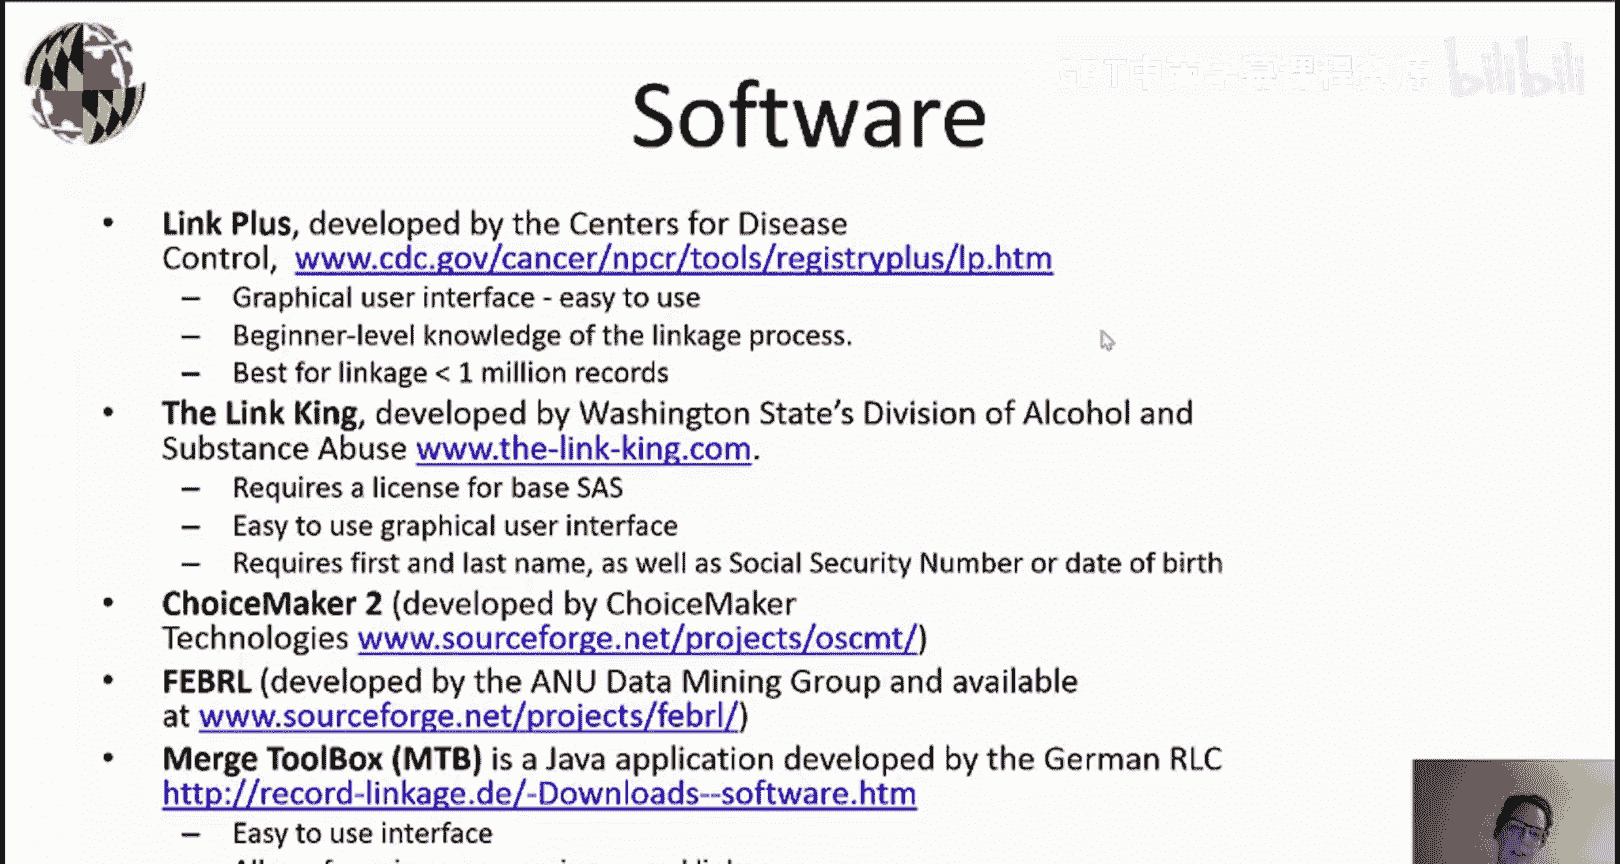 bilibili
Software
• Link Plus, developed by the Centers for Disease
Control, www.cdc.gov/cancer/npcr/tools/registryplus/lp.htm
– Graphical user interface - easy to use
– Beginner-level knowledge of the linkage process.
– Best for linkage < 1 million records
• The Link King, developed by Washington State’s Division of Alcohol and
Substance Abuse www.the-link-king.com.
– Requires a license for base SAS
– Easy to use graphical user interface
– Requires first and last name, as well as Social Security Number or date of birth
• ChoiceMaker 2 (developed by ChoiceMaker
Technologies www.sourceforge.net/projects/oscmt/)
• FEBRL (developed by the ANU Data Mining Group and available
at www.sourceforge.net/projects/febrl/)
• Merge ToolBox (MTB) is a Java application developed by the German RLC
http://record-linkage.de/-Downloads--software.htm
– Easy to use interface